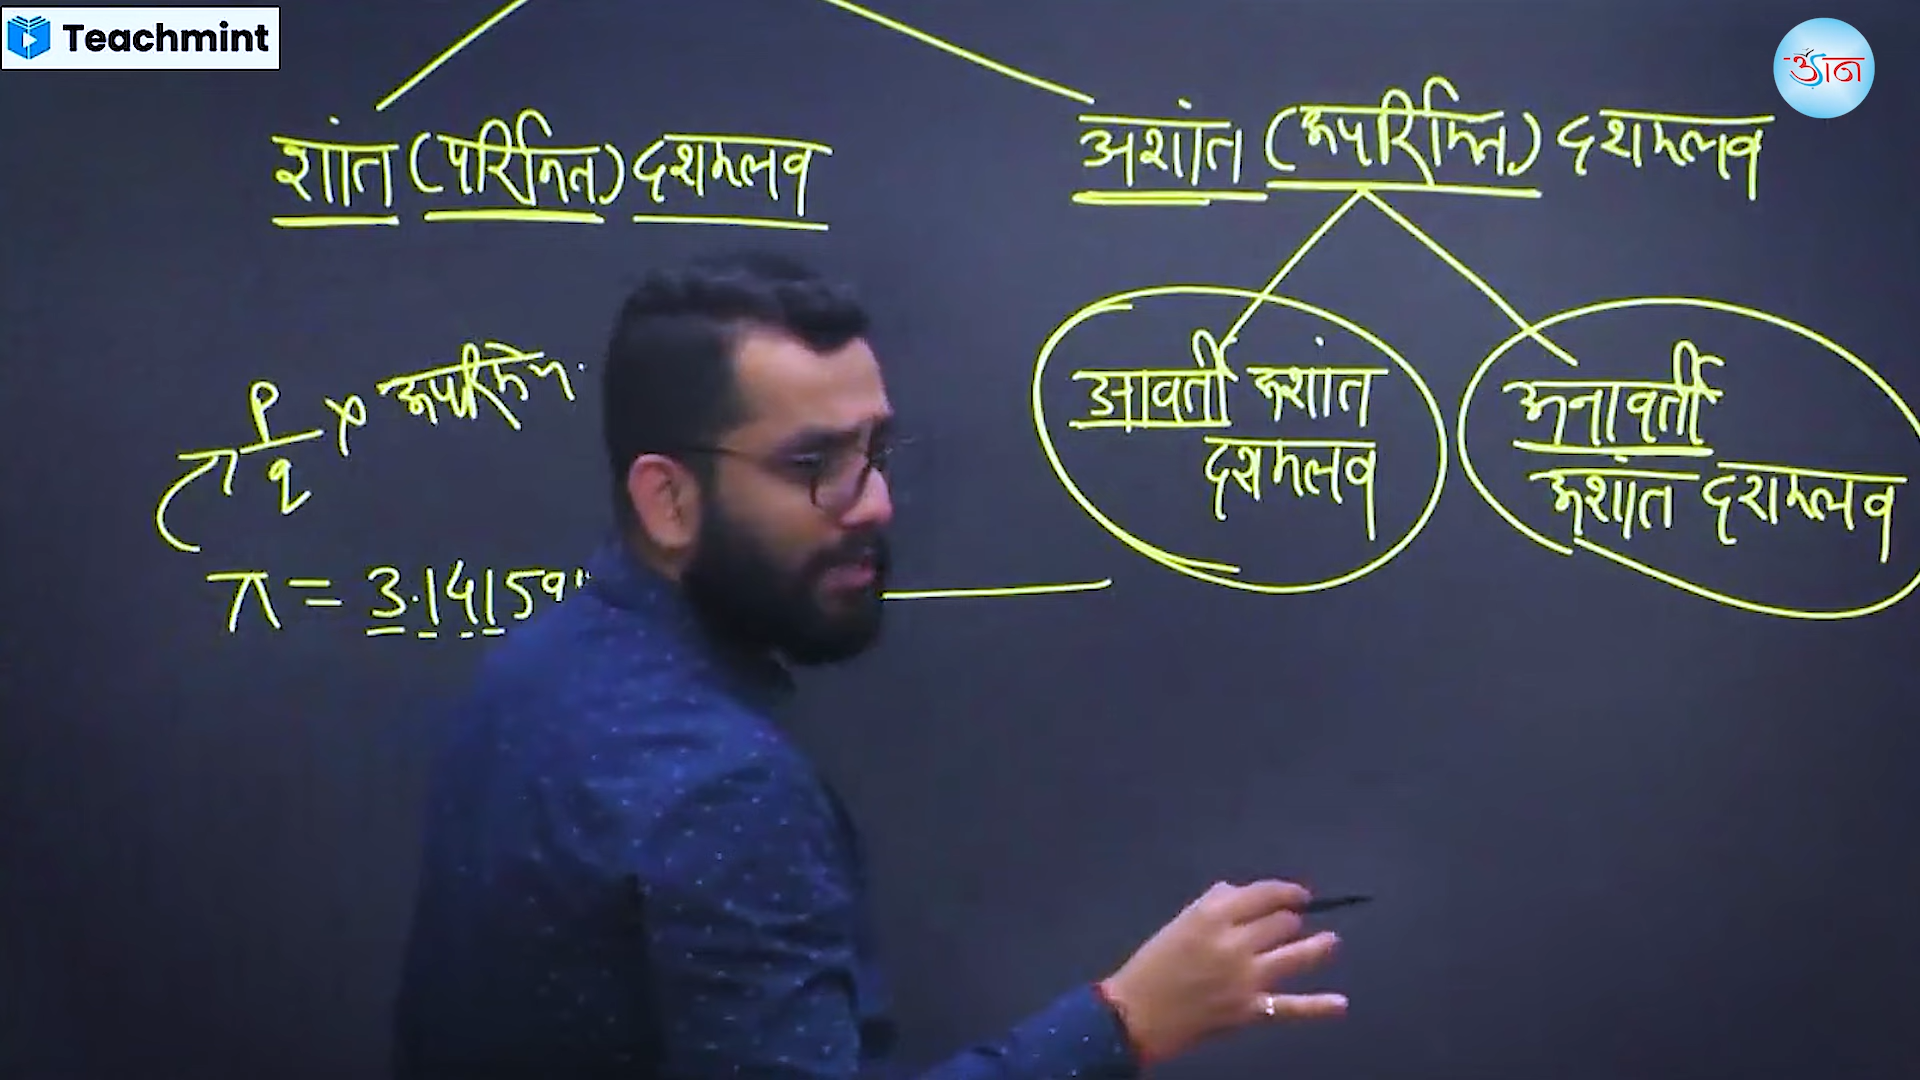 Teachmint
ज्ञान
शांत (परिमित) दशमलव
अशांत (अपरिमित) दशमलव
आवर्ती अशांत
दशमलव
अनावर्ती
अशांत दशमलव
p/q × अपरिमेय
π = 3.14159